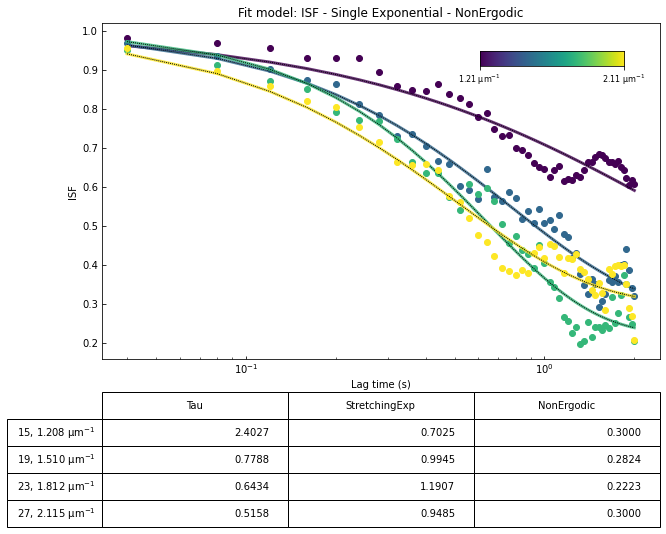 Fit model: ISF - Single Exponential - NonErgodic
1.0
0.9
0.8
0.7
0.6
0.5
0.4
0.3
0.2
ISF
1.21 μm⁻¹ 2.11 μm⁻¹
10⁻¹ 10⁰
Lag time (s)
Tau StretchingExp NonErgodic
15, 1.208 μm⁻¹ 2.4027 0.7025 0.3000
19, 1.510 μm⁻¹ 0.7788 0.9945 0.2824
23, 1.812 μm⁻¹ 0.6434 1.1907 0.2223
27, 2.115 μm⁻¹ 0.5158 0.9485 0.3000